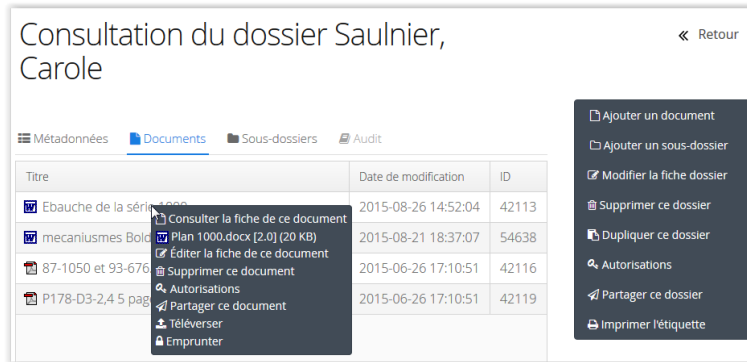 Consultation du dossier Saulnier,
Carole
Retour
Métadonnées Documents Sous-dossiers Audit
Titre Date de modification ID
Ebauche de la série 1000 2015-08-26 14:52:04 42113
mecaniusmes Bold 2015-08-21 18:37:07 54638
87-1050 et 93-676 2015-06-26 17:10:51 42116
P178-D3-2,4 5 pag 2015-06-26 17:10:51 42119
Consulter la fiche de ce document
Plan 1000.docx [2.0] (20 KB)
Éditer la fiche de ce document
Supprimer ce document
Autorisations
Partager ce document
Téléverser
Emprunter
Ajouter un document
Ajouter un sous-dossier
Modifier la fiche dossier
Supprimer ce dossier
Dupliquer ce dossier
Autorisations
Partager ce dossier
Imprimer l'étiquette